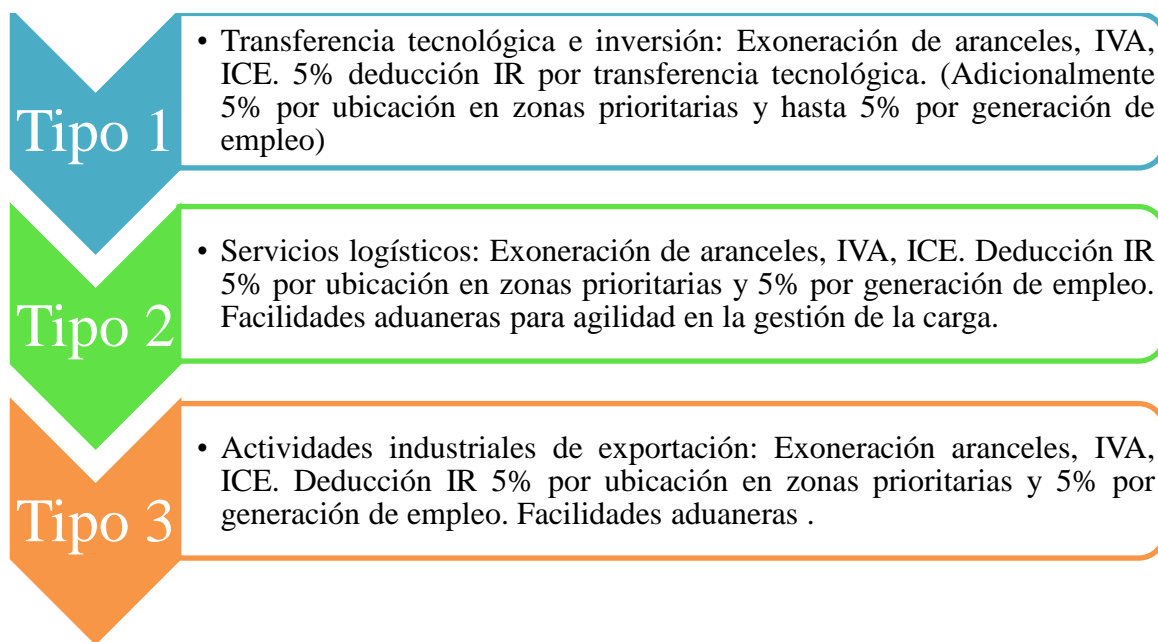 Tipo 1
• Transferencia tecnológica e inversión: Exoneración de aranceles, IVA,
ICE. 5% deducción IR por transferencia tecnológica. (Adicionalmente
5% por ubicación en zonas prioritarias y hasta 5% por generación de
empleo)
Tipo 2
• Servicios logísticos: Exoneración de aranceles, IVA, ICE. Deducción IR
5% por ubicación en zonas prioritarias y 5% por generación de empleo.
Facilidades aduaneras para agilidad en la gestión de la carga.
Tipo 3
• Actividades industriales de exportación: Exoneración aranceles, IVA,
ICE. Deducción IR 5% por ubicación en zonas prioritarias y 5% por
generación de empleo. Facilidades aduaneras .